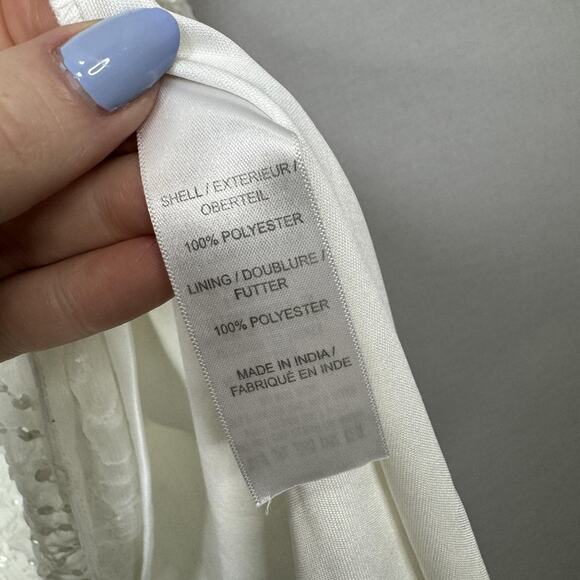 SHELL / EXTERIEUR /
OBERTEIL
100% POLYESTER
LINING / DOUBLURE /
FUTTER
100% POLYESTER
MADE IN INDIA /
FABRIQUÉ EN INDE